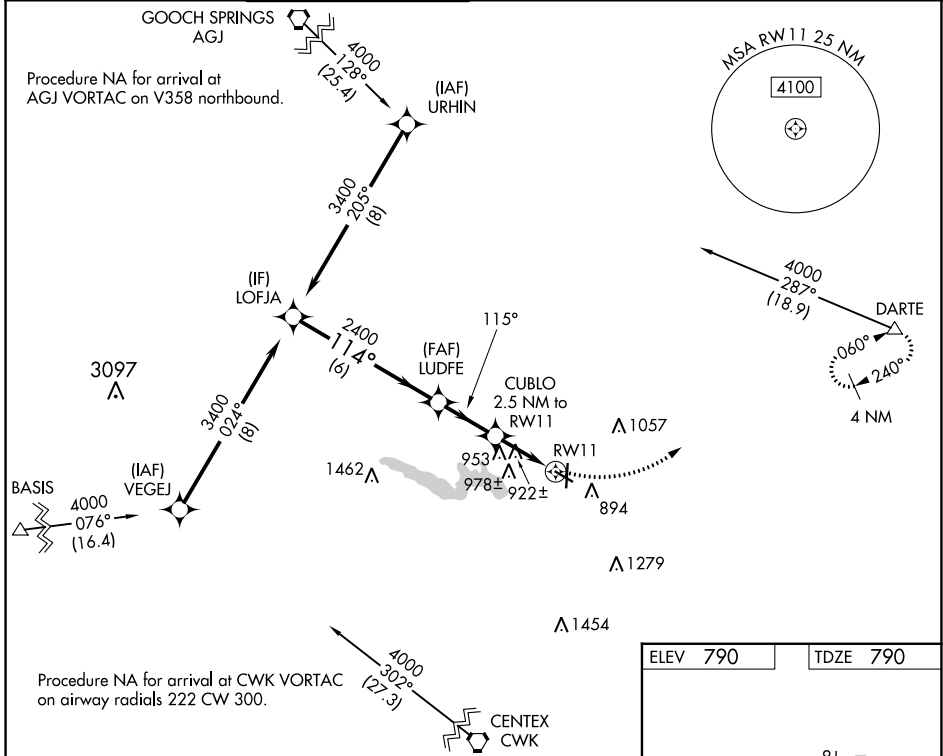 GOOCH SPRINGS
AGJ
4000
128°
(25.4)
Procedure NA for arrival at
AGJ VORTAC on V358 northbound.
(IAF)
URHIN
MSA RW11 25 NM
4100
3400
205°
(8)
(IF)
LOFJA
4000
287°
(18.9)
DARTE
060°
240°
4 NM
2400
114°
(6)
115°
(FAF)
LUDFE
CUBLO
2.5 NM to
RW11
3097
3400
024°
(8)
1057
RW11
953
978±
922±
1462
894
(IAF)
VEGEJ
BASIS
4000
076°
(16.4)
1279
1454
4000
302°
(27.3)
Procedure NA for arrival at CWK VORTAC
on airway radials 222 CW 300.
CENTEX
CWK
ELEV 790
TDZE 790